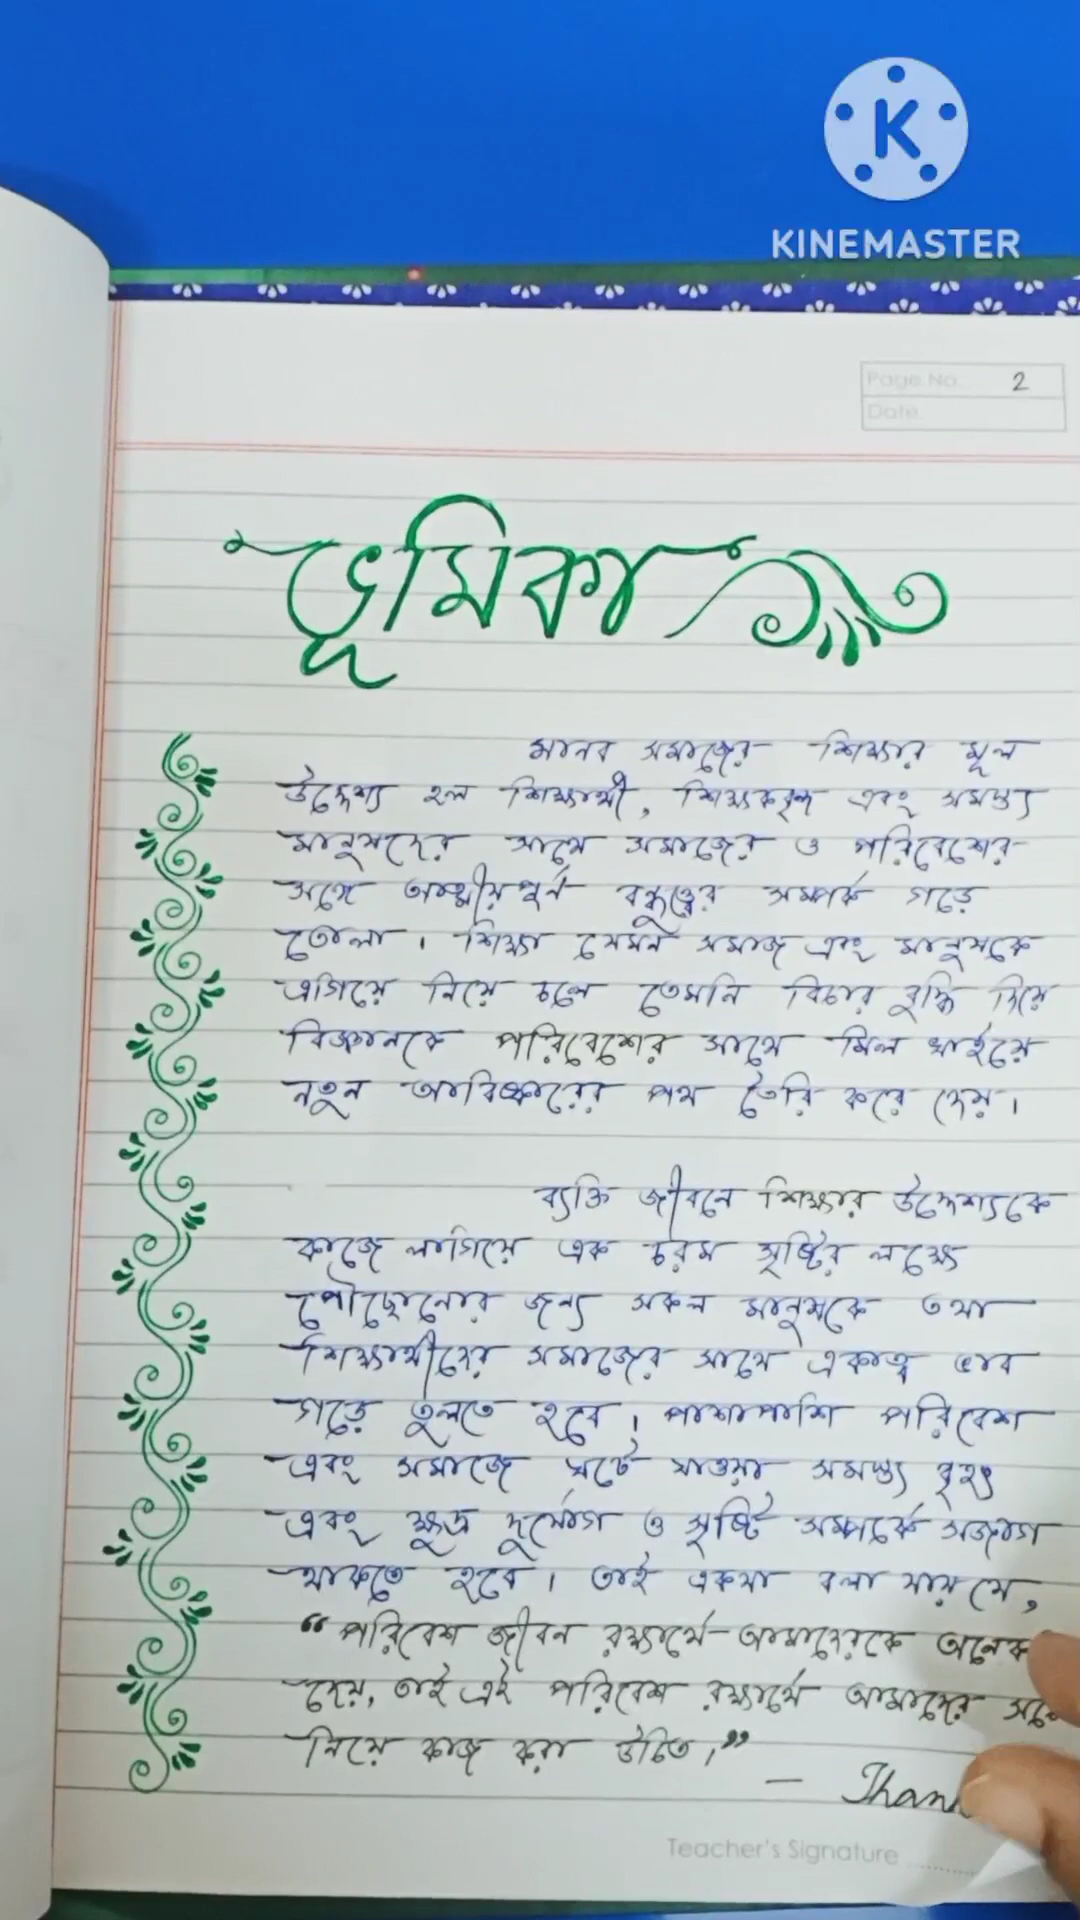 KINEMASTER
Page No. 2
Date
ভূমিকা
মানব সমাজের শিক্ষার মূল
উদ্দেশ্য হল শিক্ষার্থী, শিক্ষকবৃন্দ এবং সমস্ত
মানুষদের সাথে সমাজের ও পরিবেশের
সঙ্গে আত্মীয়পূর্ন বন্ধুত্বের সম্পর্ক গড়ে
তোলা। শিক্ষা যেমন সমাজ এবং মানুষকে
এগিয়ে নিয়ে চলে তেমনি বিচার বুদ্ধি দিয়ে
বিজ্ঞানকে পরিবেশের সাথে মিল খাইয়ে
নতুন আবিষ্কারের পথ তৈরি করে দেয়।
ব্যক্তি জীবনে শিক্ষার উদ্দেশ্যকে
কাজে লাগিয়ে এক চরম সৃষ্টির লক্ষ্যে
পৌছোনোর জন্য সকল মানুষকে তথা
শিক্ষার্থীদের সমাজের সাথে একাত্ব ভাব
গড়ে তুলতে হবে। পাশাপাশি পরিবেশ
এবং সমাজে ঘটে যাওয়া সমস্ত বৃহৎ
এবং ক্ষুদ্র দুর্যোগ ও সৃষ্টি সম্পর্কে সজাগ
থাকতে হবে। তাই একথা বলা যায় যে,
"পরিবেশ জীবন রক্ষার্থে আমাদেরকে অনেক
দেয়, তাই এই পরিবেশ রক্ষার্থে আমাদের
নিয়ে কাজ করা উচিত।"
— Thank
Teacher's Signature